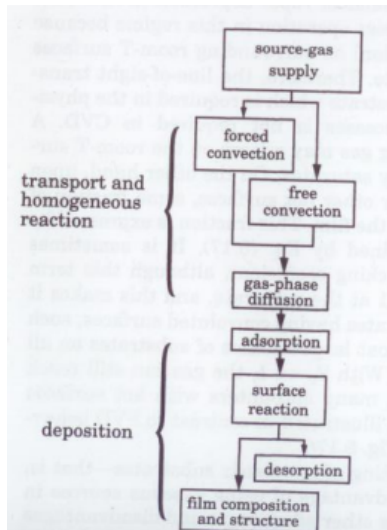 source-gas
supply
forced
convection
transport and
homogeneous
reaction
free
convection
gas-phase
diffusion
adsorption
surface
reaction
deposition
desorption
film composition
and structure